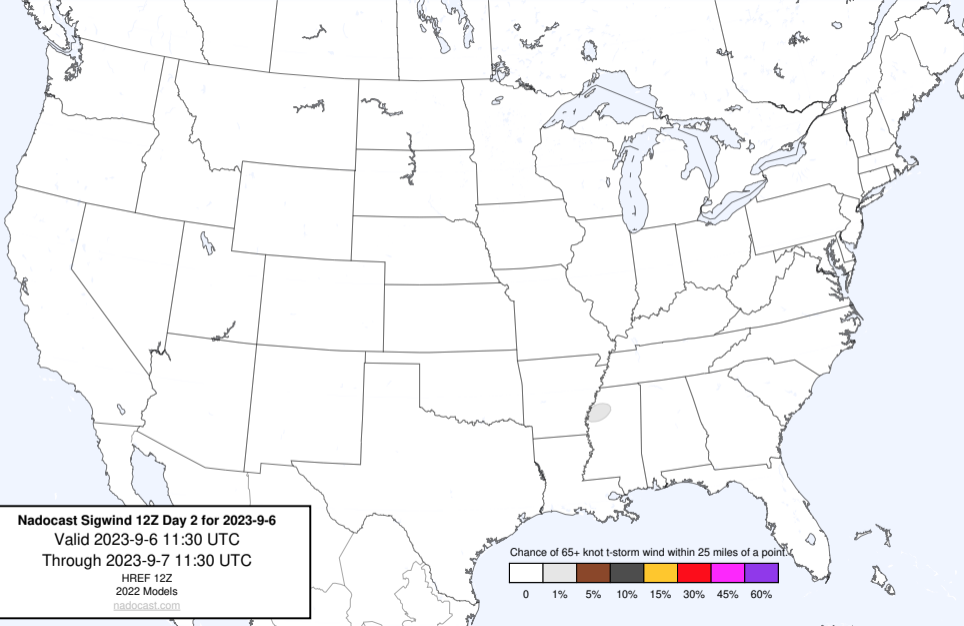 Nadocast Sigwind 12Z Day 2 for 2023-9-6
Valid 2023-9-6 11:30 UTC
Through 2023-9-7 11:30 UTC
HREF 12Z
2022 Models
nadocast.com
Chance of 65+ knot t-storm wind within 25 miles of a point.
0 1% 5% 10% 15% 30% 45% 60%